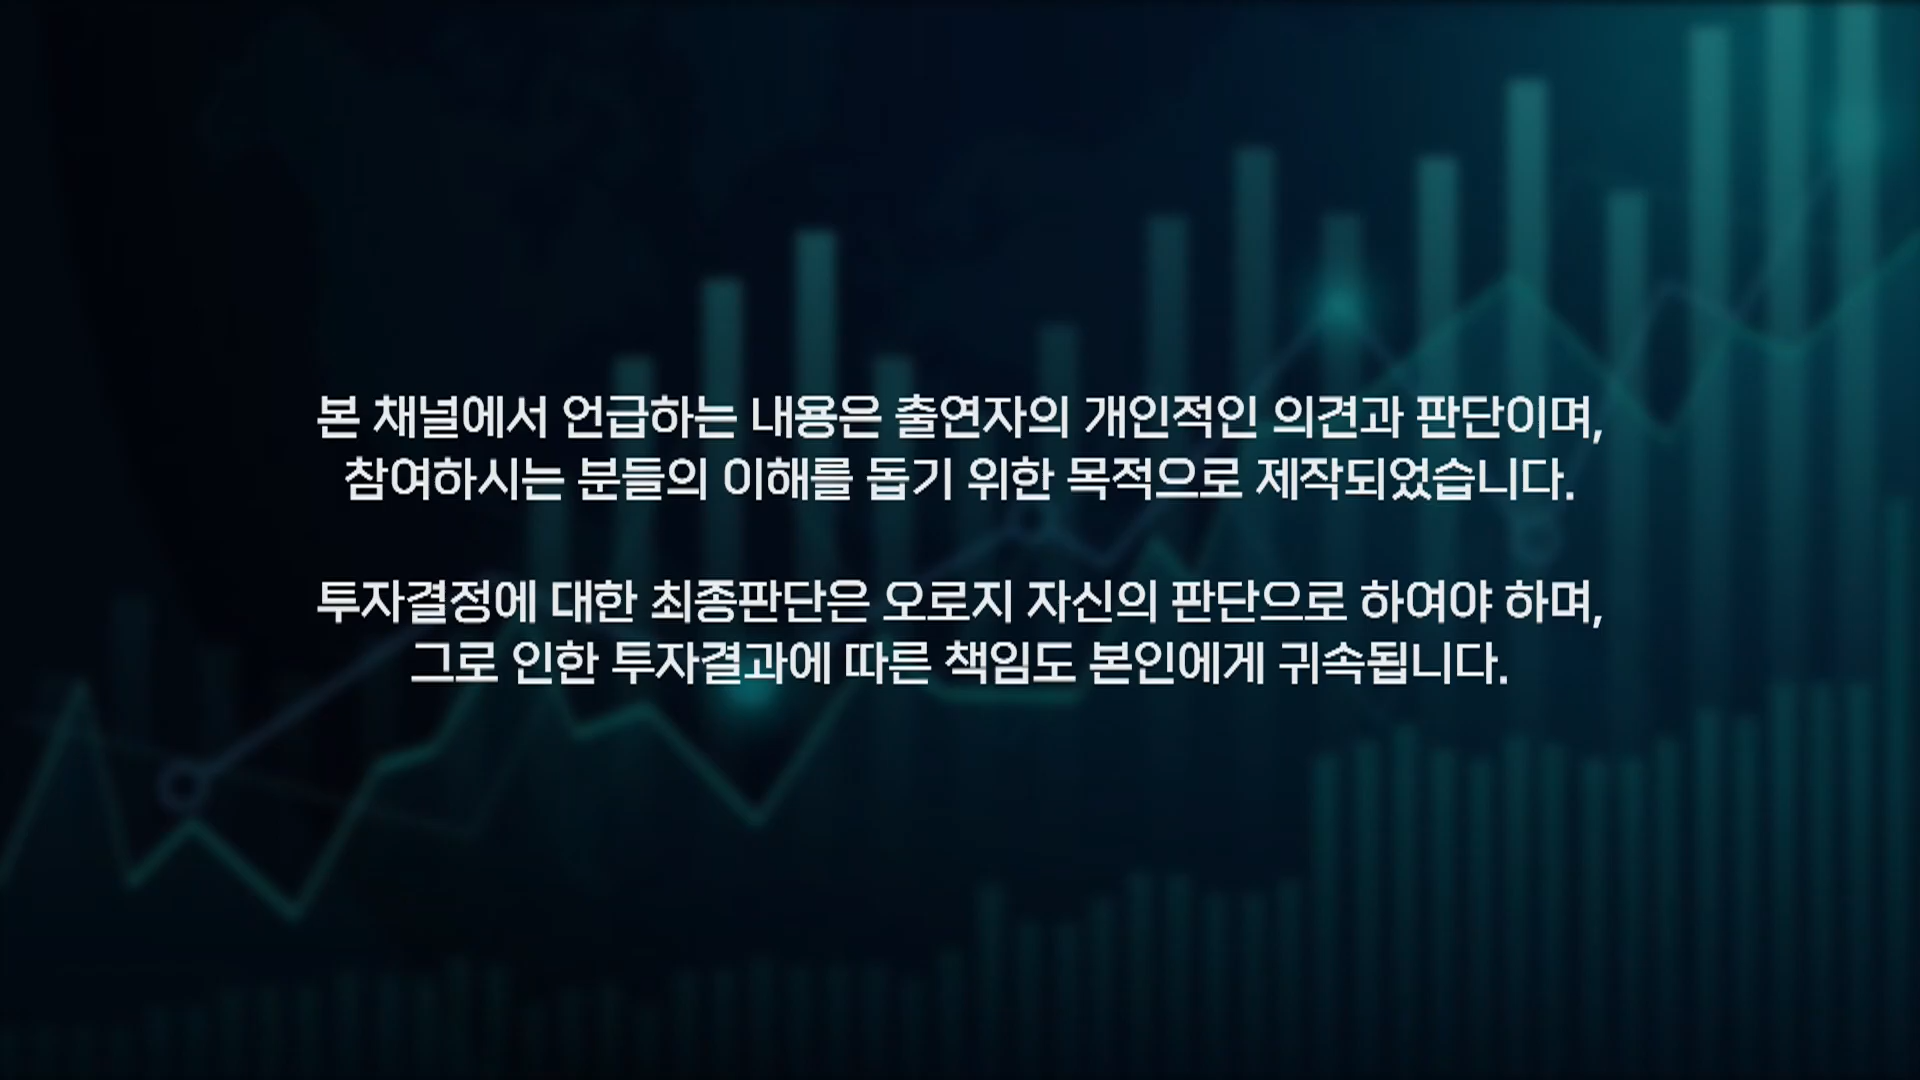 본 채널에서 언급하는 내용은 출연자의 개인적인 의견과 판단이며,
참여하시는 분들의 이해를 돕기 위한 목적으로 제작되었습니다.
투자결정에 대한 최종판단은 오로지 자신의 판단으로 하여야 하며,
그로 인한 투자결과에 따른 책임도 본인에게 귀속됩니다.